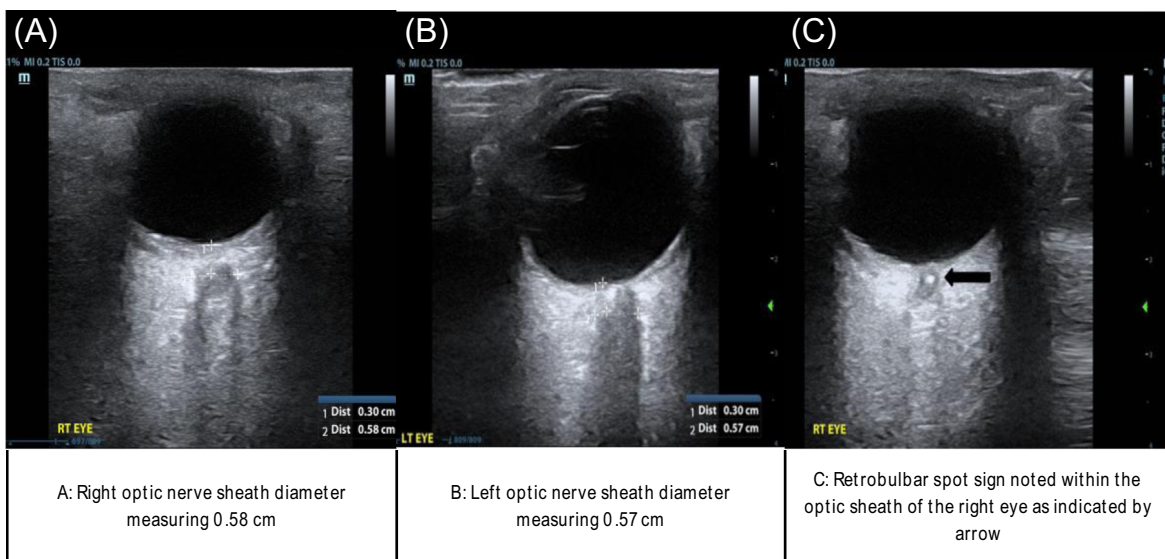 (A)
1% MI 0.2 TIS 0.0
m
RT EYE
1 Dist 0.30 cm
2 Dist 0.58 cm
(B)
% MI 0.2 TIS 0.0
m
LT EYE
1 Dist 0.30 cm
2 Dist 0.57 cm
(C)
MI 0.2 TIS 0.0
m
RT EYE
A: Right optic nerve sheath diameter
measuring 0.58 cm
B: Left optic nerve sheath diameter
measuring 0.57 cm
C: Retrobulbar spot sign noted within the
optic sheath of the right eye as indicated by
arrow